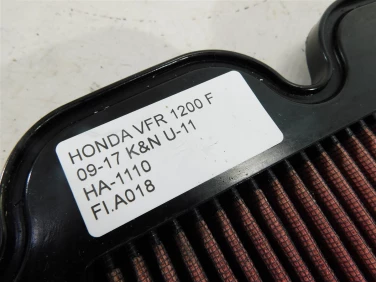 HONDA VFR 1200 F
09-17 K&N U-11
HA-1110
FI.A018